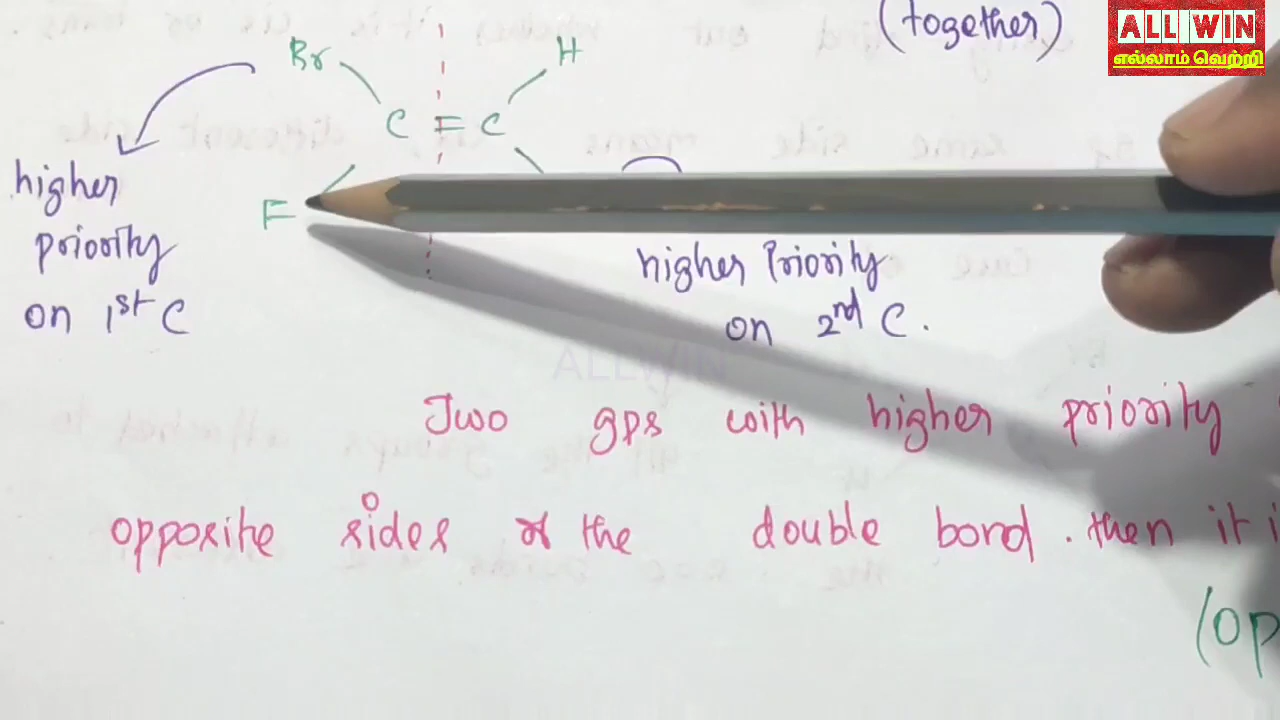 (together)
ALL WIN
எல்லாம் வெற்றி
Br H
C = C
F
higher
priority
on 1st C
higher Priority
on 2nd C.
ALLWIN
Two gps with higher priority
opposite sides of the double bond. then it i
(op